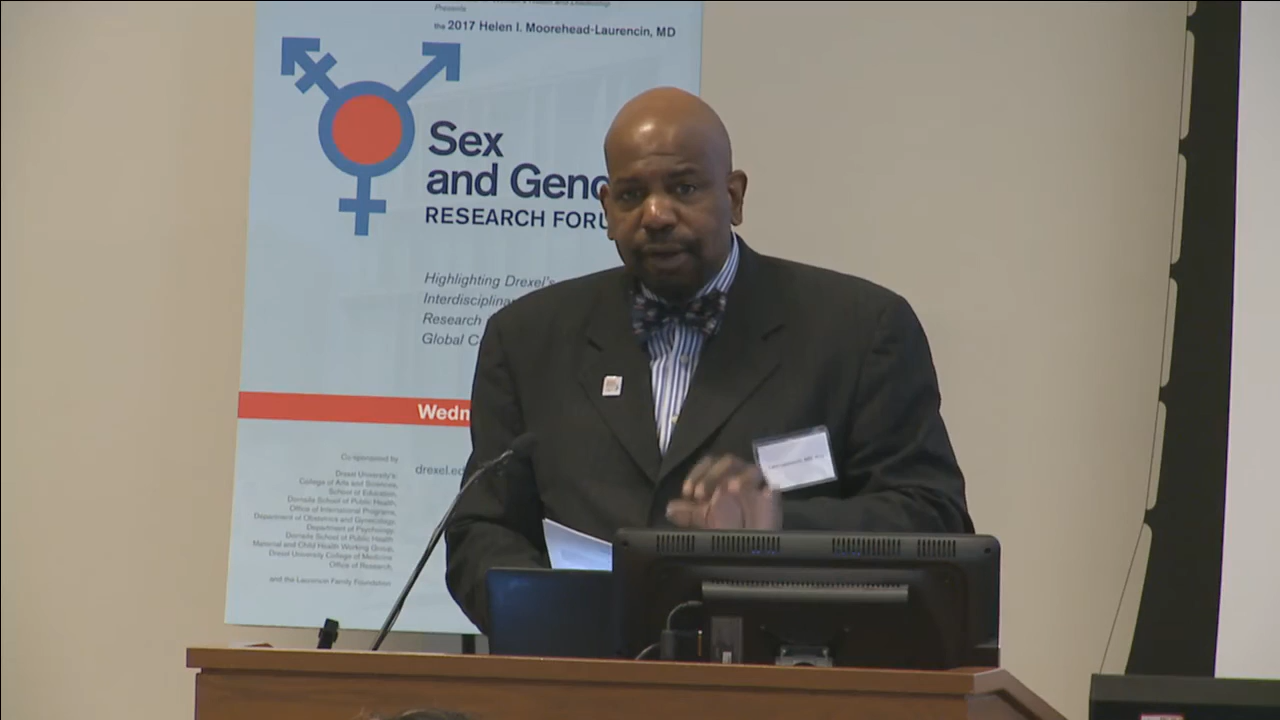 Presents
the 2017 Helen I. Moorehead-Laurencin, MD
Sex
and Gend
RESEARCH FORU
Highlighting Drexel's
Interdisciplinar
Research
Global C
Wedn
drexel.ed
Co-sponsored by
Drexel University's:
College of Arts and Sciences,
School of Education,
Dornsife School of Public Health,
Office of International Programs,
Department of Obstetrics and Gynecology,
Department of Psychology,
Dornsife School of Public Health
Maternal and Child Health Working Group,
Drexel University College of Medicine
Office of Research,
and the Laurencin Family Foundation